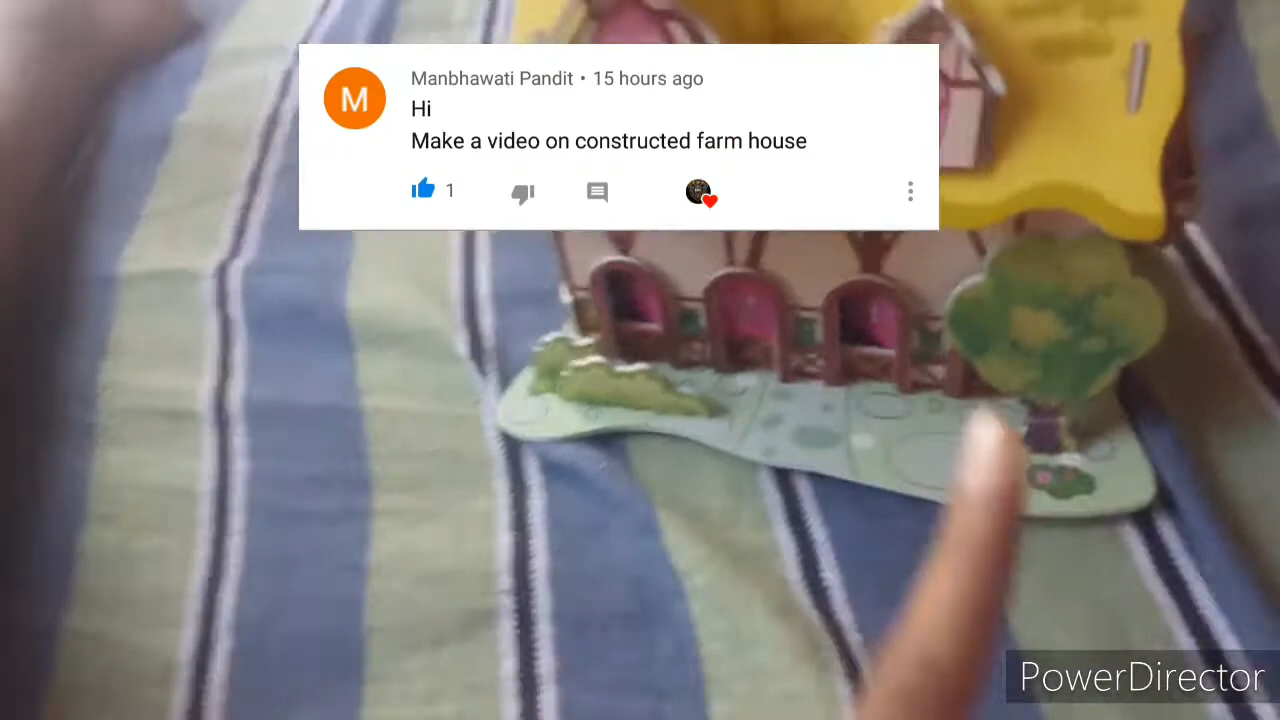 Manbhawati Pandit • 15 hours ago
Hi
Make a video on constructed farm house
1
M
PowerDirector